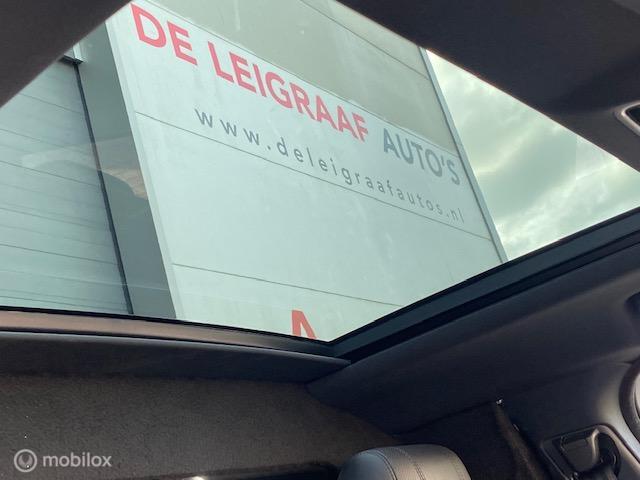 DE LEIGRAAF AUTO'S
www.deleigraafautos.nl
A
mobilox